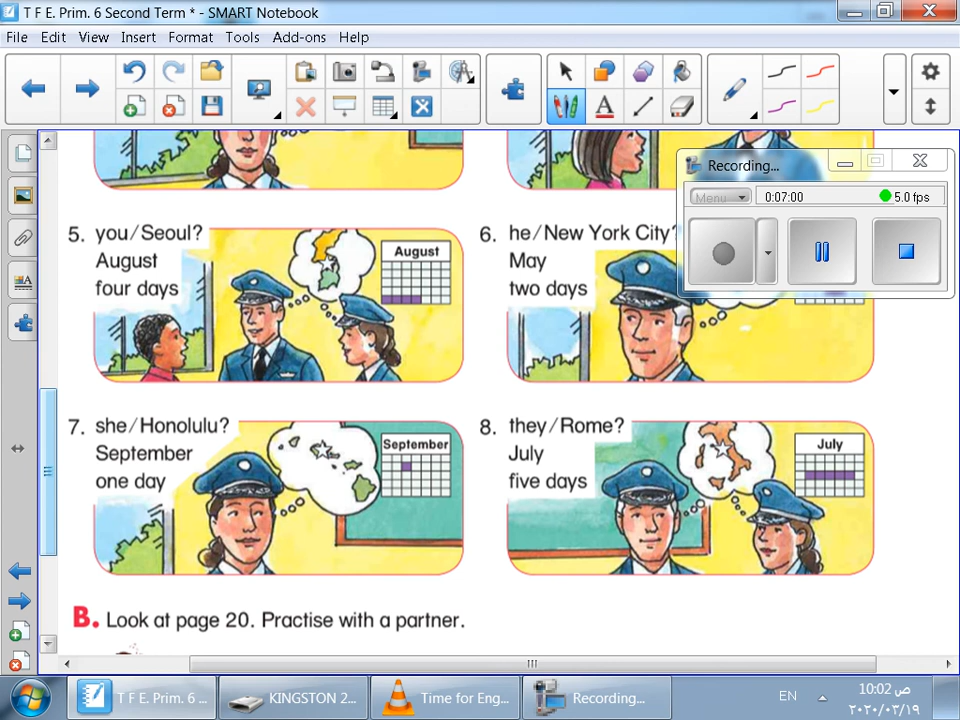 T F E. Prim. 6 Second Term * - SMART Notebook
File Edit View Insert Format Tools Add-ons Help
Recording...
Menu 0:07:00 5.0 fps
5. you/Seoul?
August
four days
August
6. he/New York City?
May
two days
7. she/Honolulu?
September
one day
September
8. they/Rome?
July
five days
July
B. Look at page 20. Practise with a partner.
T F E. Prim. 6 ... KINGSTON 2... Time for Eng... Recording... EN 10:02 ص
٢٠٢٠/٠٣/١٩